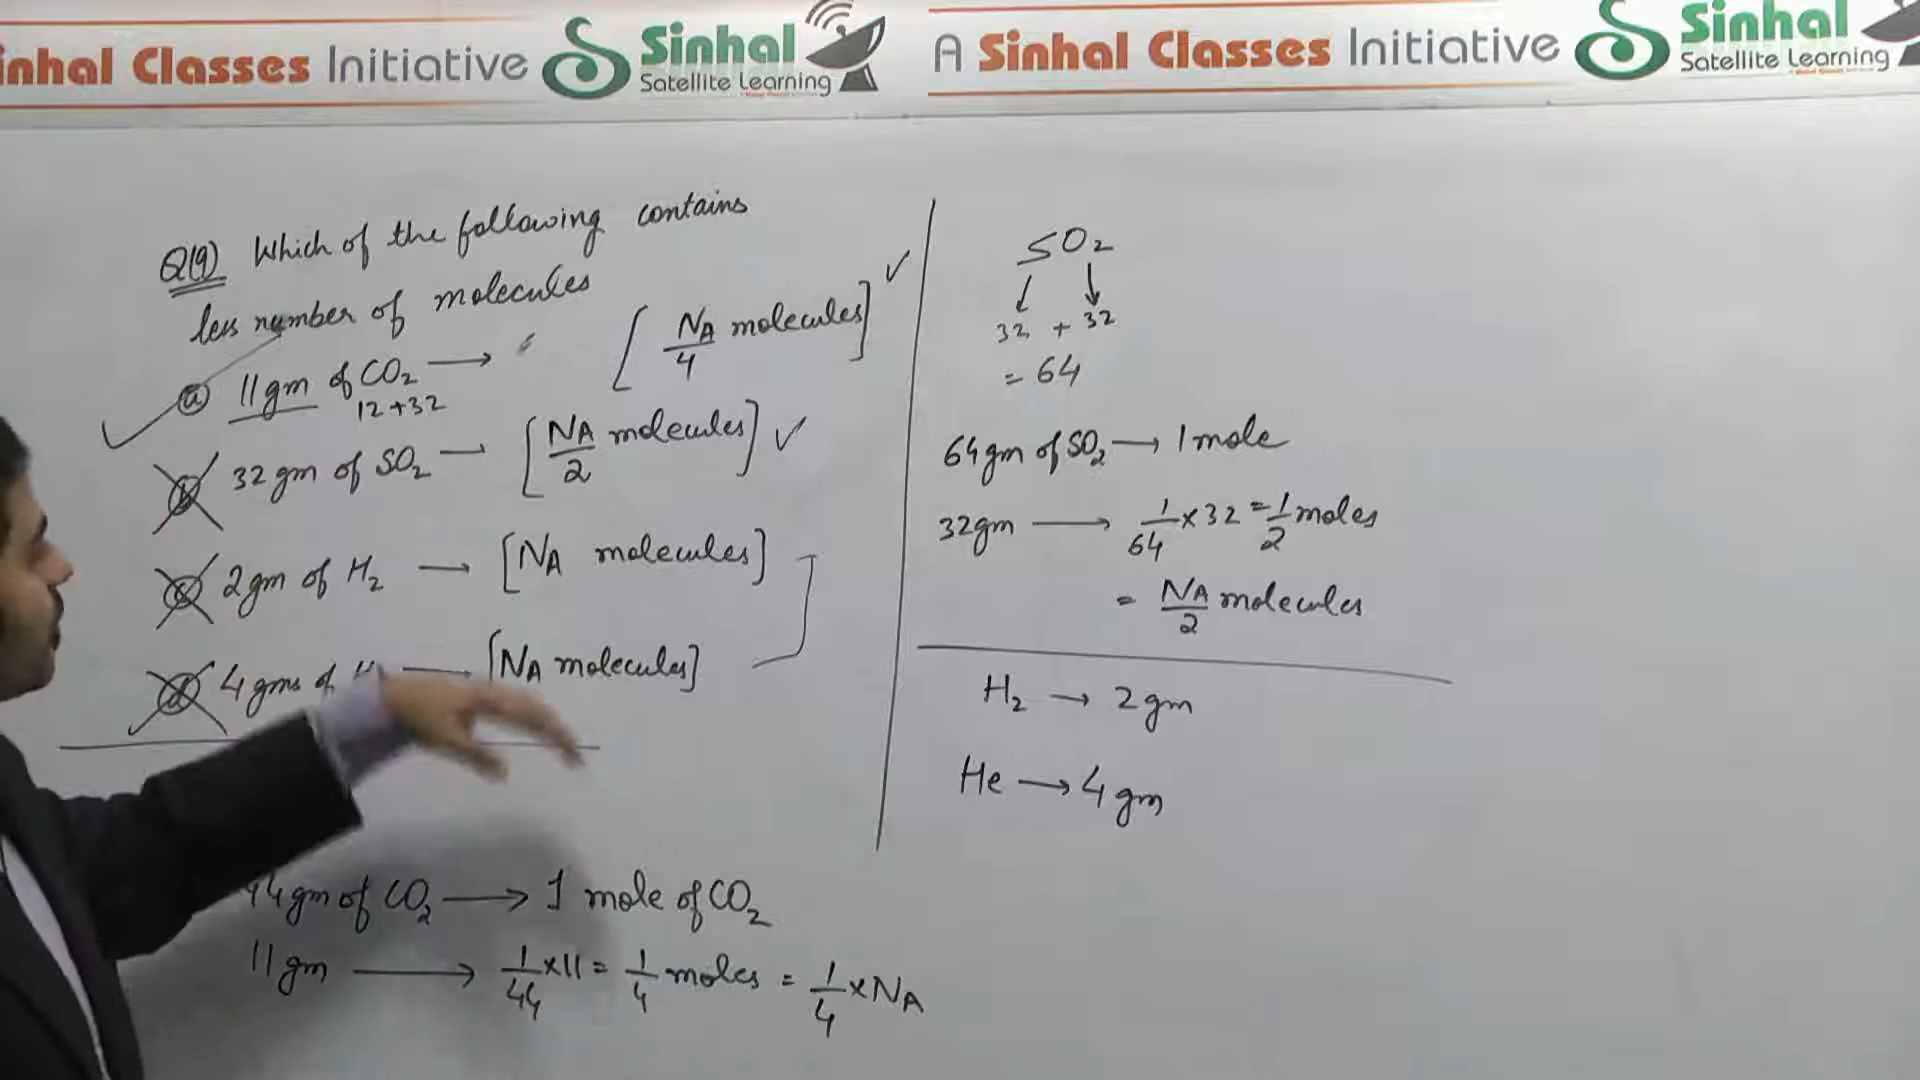 inhal Classes Initiative Sinhal Satellite Learning A Sinhal Classes Initiative Sinhal Satellite Learning
Q(9) Which of the following contains
less number of molecules
(a) 11gm of CO₂ → [NA/4 molecules] ✓
12+32
(b) 32gm of SO₂ — [NA/2 molecules] ✓
(c) 2gm of H₂ → [NA molecules]
(d) 4gms of → [NA molecules]
44gm of CO₂ → 1 mole of CO₂
11gm → 1/44 × 11 = 1/4 moles = 1/4 × NA
SO₂
32 + 32
= 64
64gm of SO₂ → 1 mole
32gm → 1/64 × 32 = 1/2 moles
= NA/2 molecules
H₂ → 2gm
He → 4gm